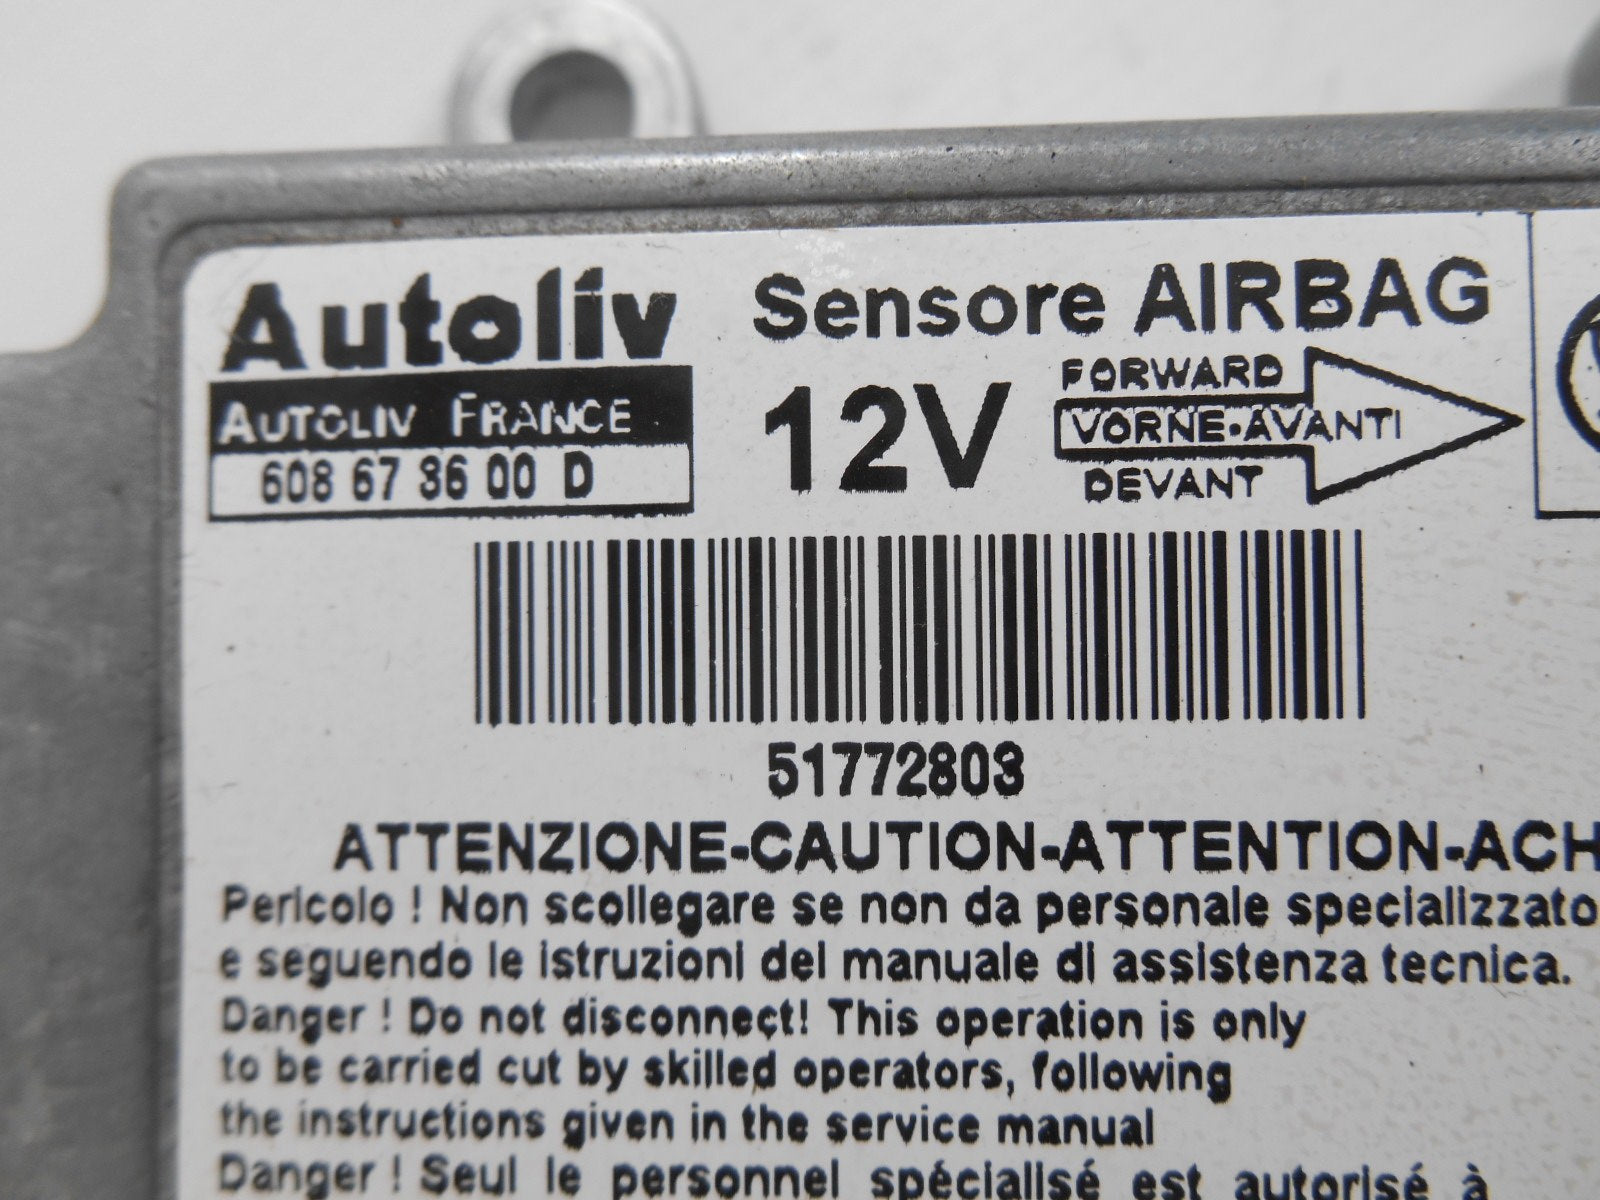 Autoliv
AUTOLIV FRANCE
608 67 36 00 D
Sensore AIRBAG
12V
FORWARD
VORNE-AVANTI
DEVANT
51772803
ATTENZIONE-CAUTION-ATTENTION-ACH
Pericolo ! Non scollegare se non da personale specializzato
e seguendo le istruzioni del manuale di assistenza tecnica.
Danger ! Do not disconnect! This operation is only
to be carried cut by skilled operators, following
the instructions given in the service manual
Danger ! Seul le personnel spécialisé est autorisé à